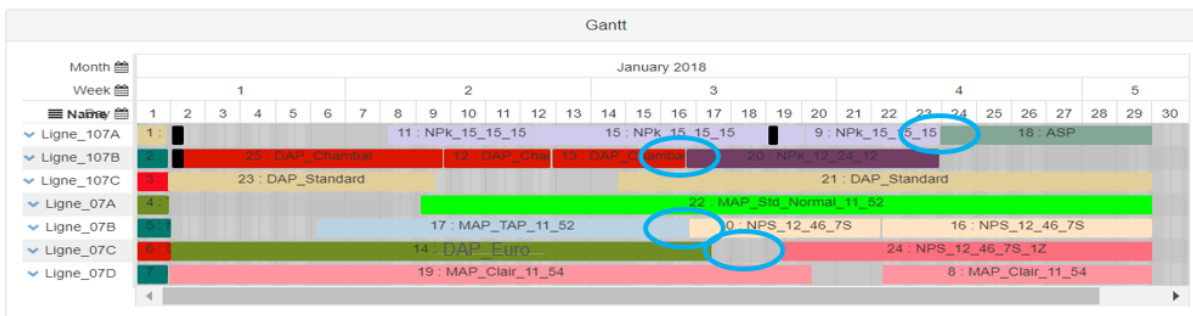 Gantt
Month January 2018
Week 1 2 3 4 5
Name 1 2 3 4 5 6 7 8 9 10 11 12 13 14 15 16 17 18 19 20 21 22 23 24 25 26 27 28 29 30
Ligne_107A 1 : 11 : NPk_15_15_15 15 : NPk_15_15_15 9 : NPk_15_15_15 18 : ASP
Ligne_107B 2 : 25 : DAP_Chambal 12 : DAP_Chal 13 : DAP_Chamba 20 : NPk_12_24_12
Ligne_107C 3 23 : DAP_Standard 21 : DAP_Standard
Ligne_07A 4 : 22 : MAP_Std_Normal_11_52
Ligne_07B 5 : 17 : MAP_TAP_11_52 0 : NPS_12_46_7S 16 : NPS_12_46_7S
Ligne_07C 6 : 14 : DAP_Euro 24 : NPS_12_46_7S_1Z
Ligne_07D 7 19 : MAP_Clair_11_54 8 : MAP_Clair_11_54